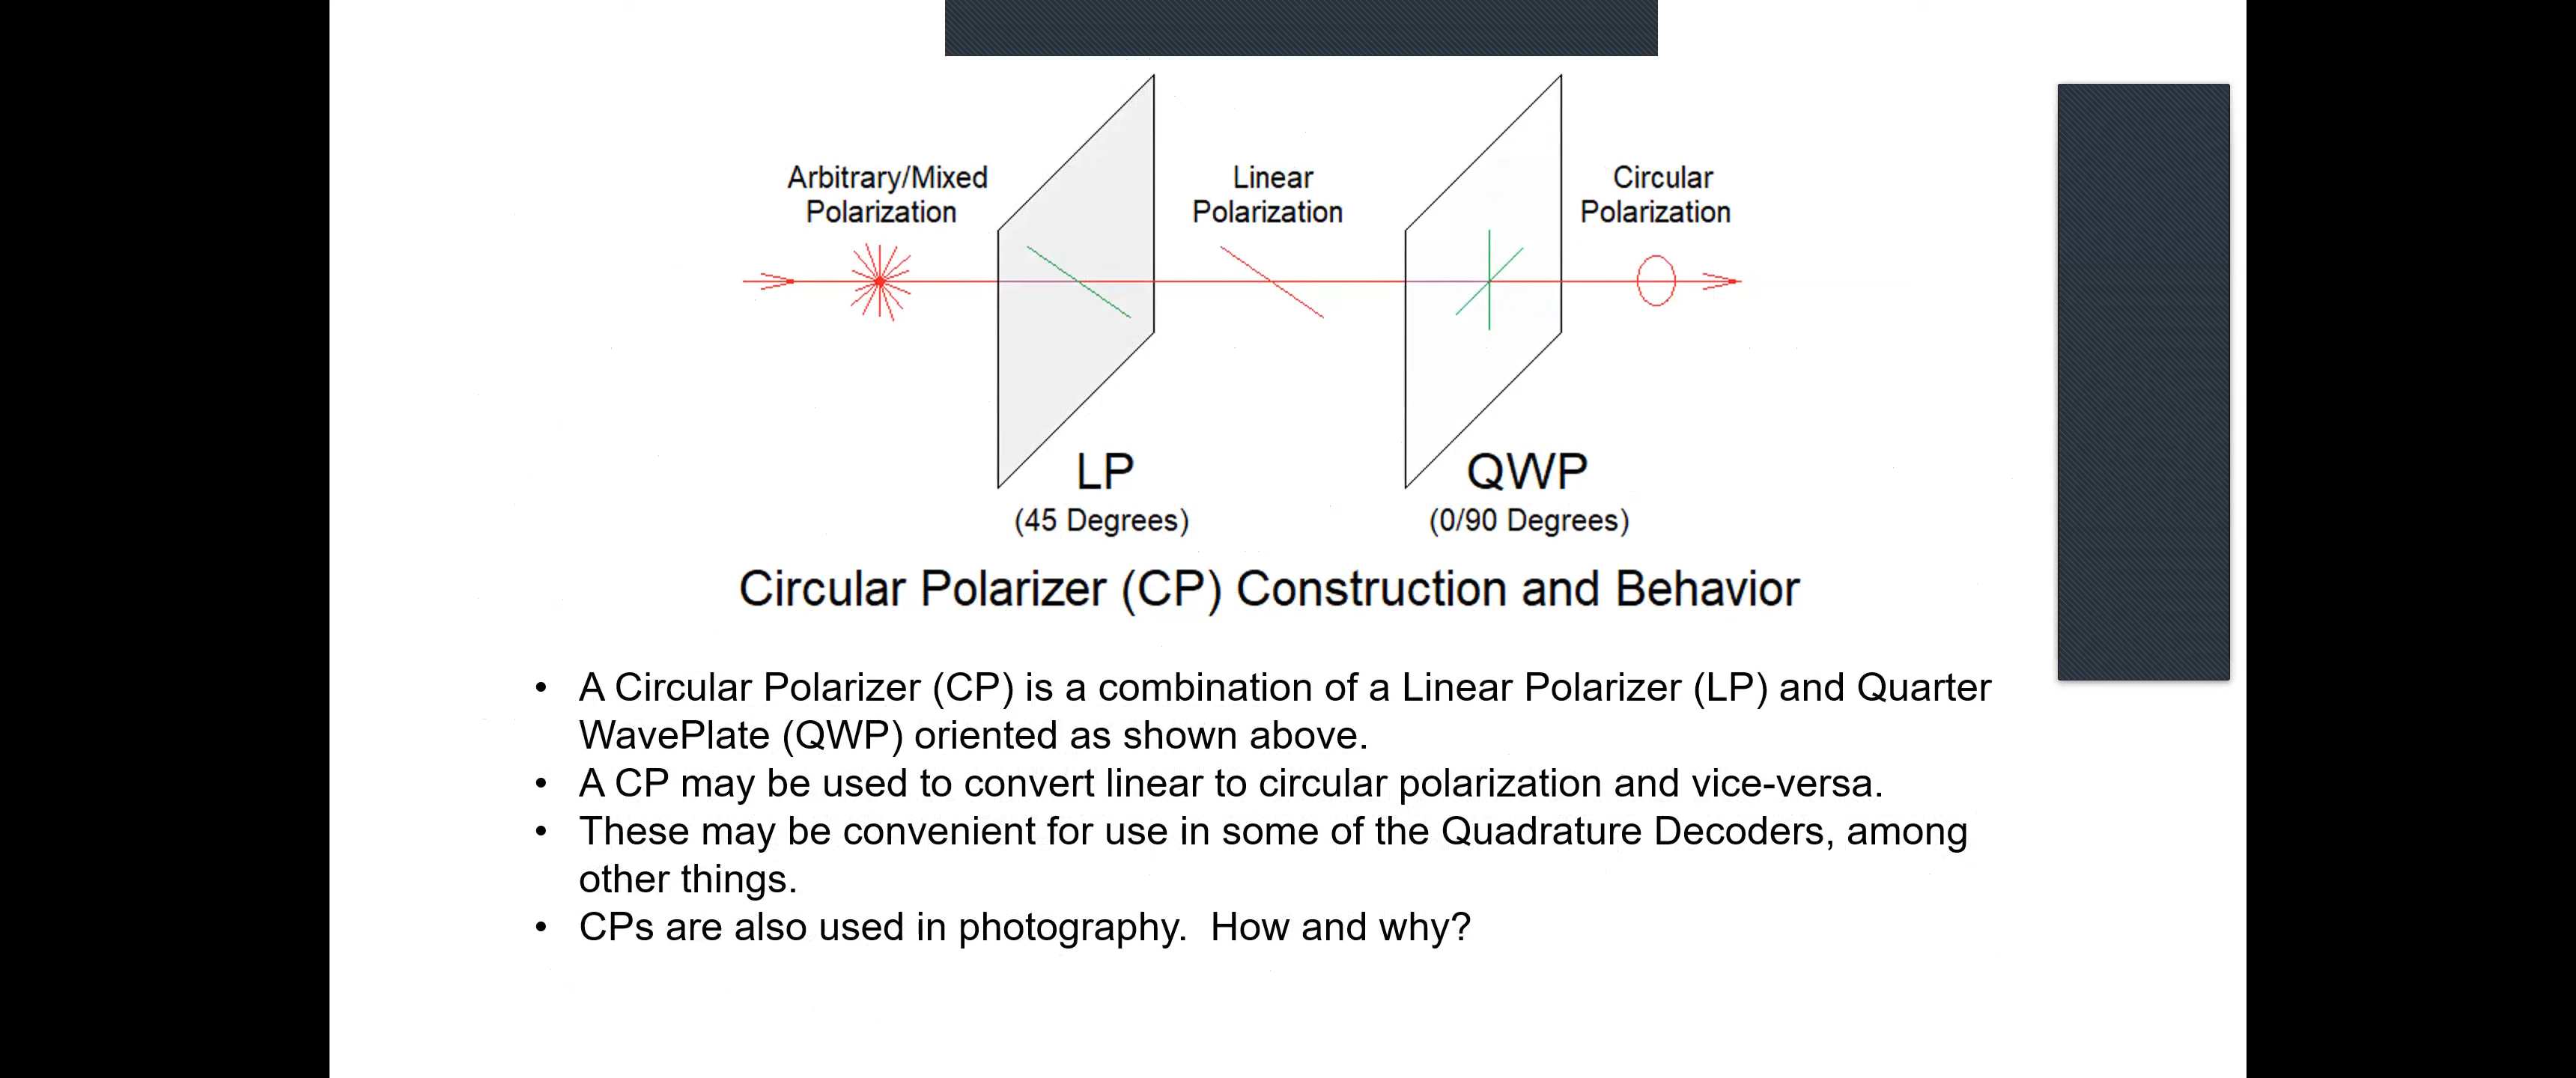 Arbitrary/Mixed
Polarization
Linear
Polarization
Circular
Polarization
LP
(45 Degrees)
QWP
(0/90 Degrees)
Circular Polarizer (CP) Construction and Behavior
• A Circular Polarizer (CP) is a combination of a Linear Polarizer (LP) and Quarter
WavePlate (QWP) oriented as shown above.
• A CP may be used to convert linear to circular polarization and vice-versa.
• These may be convenient for use in some of the Quadrature Decoders, among
other things.
• CPs are also used in photography.  How and why?